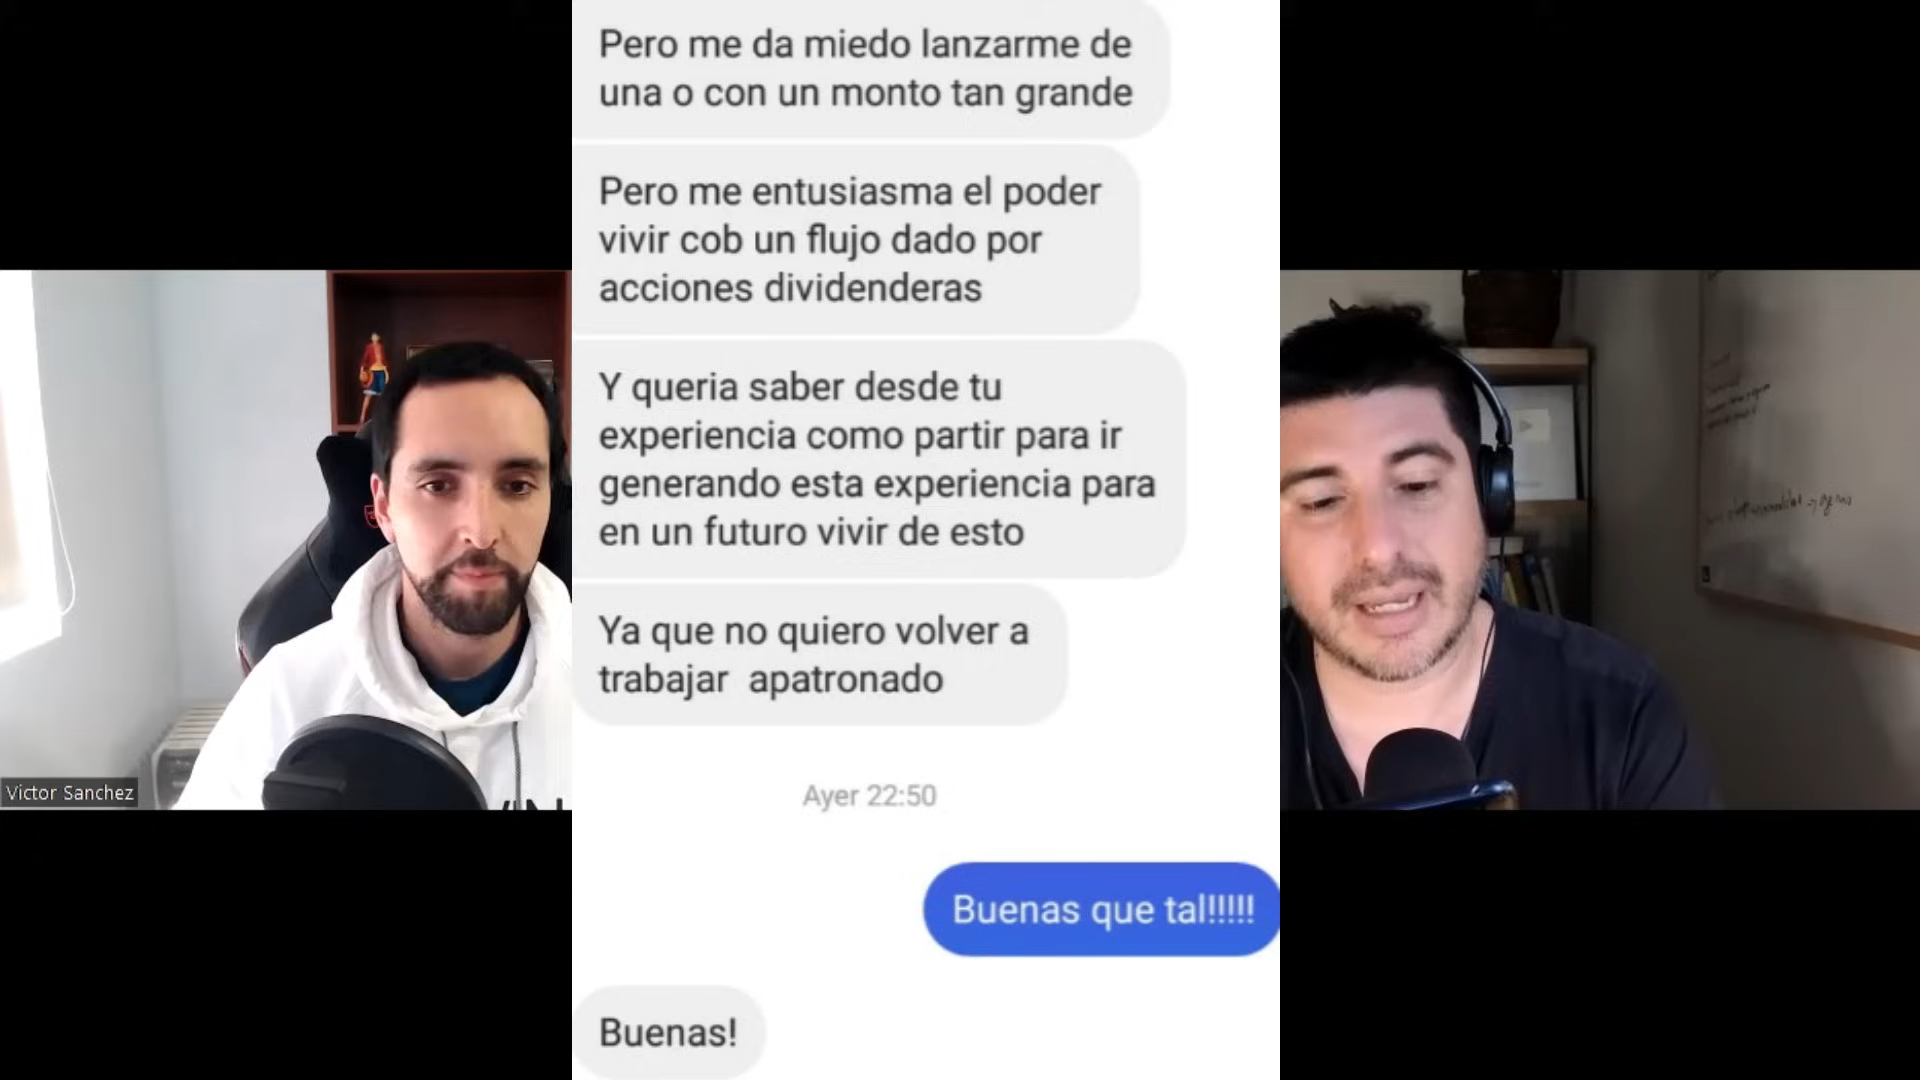 Pero me da miedo lanzarme de
una o con un monto tan grande
Pero me entusiasma el poder
vivir cob un flujo dado por
acciones dividenderas
Y queria saber desde tu
experiencia como partir para ir
generando esta experiencia para
en un futuro vivir de esto
Ya que no quiero volver a
trabajar  apatronado
Victor Sanchez
Ayer 22:50
Buenas que tal!!!!!
Buenas!